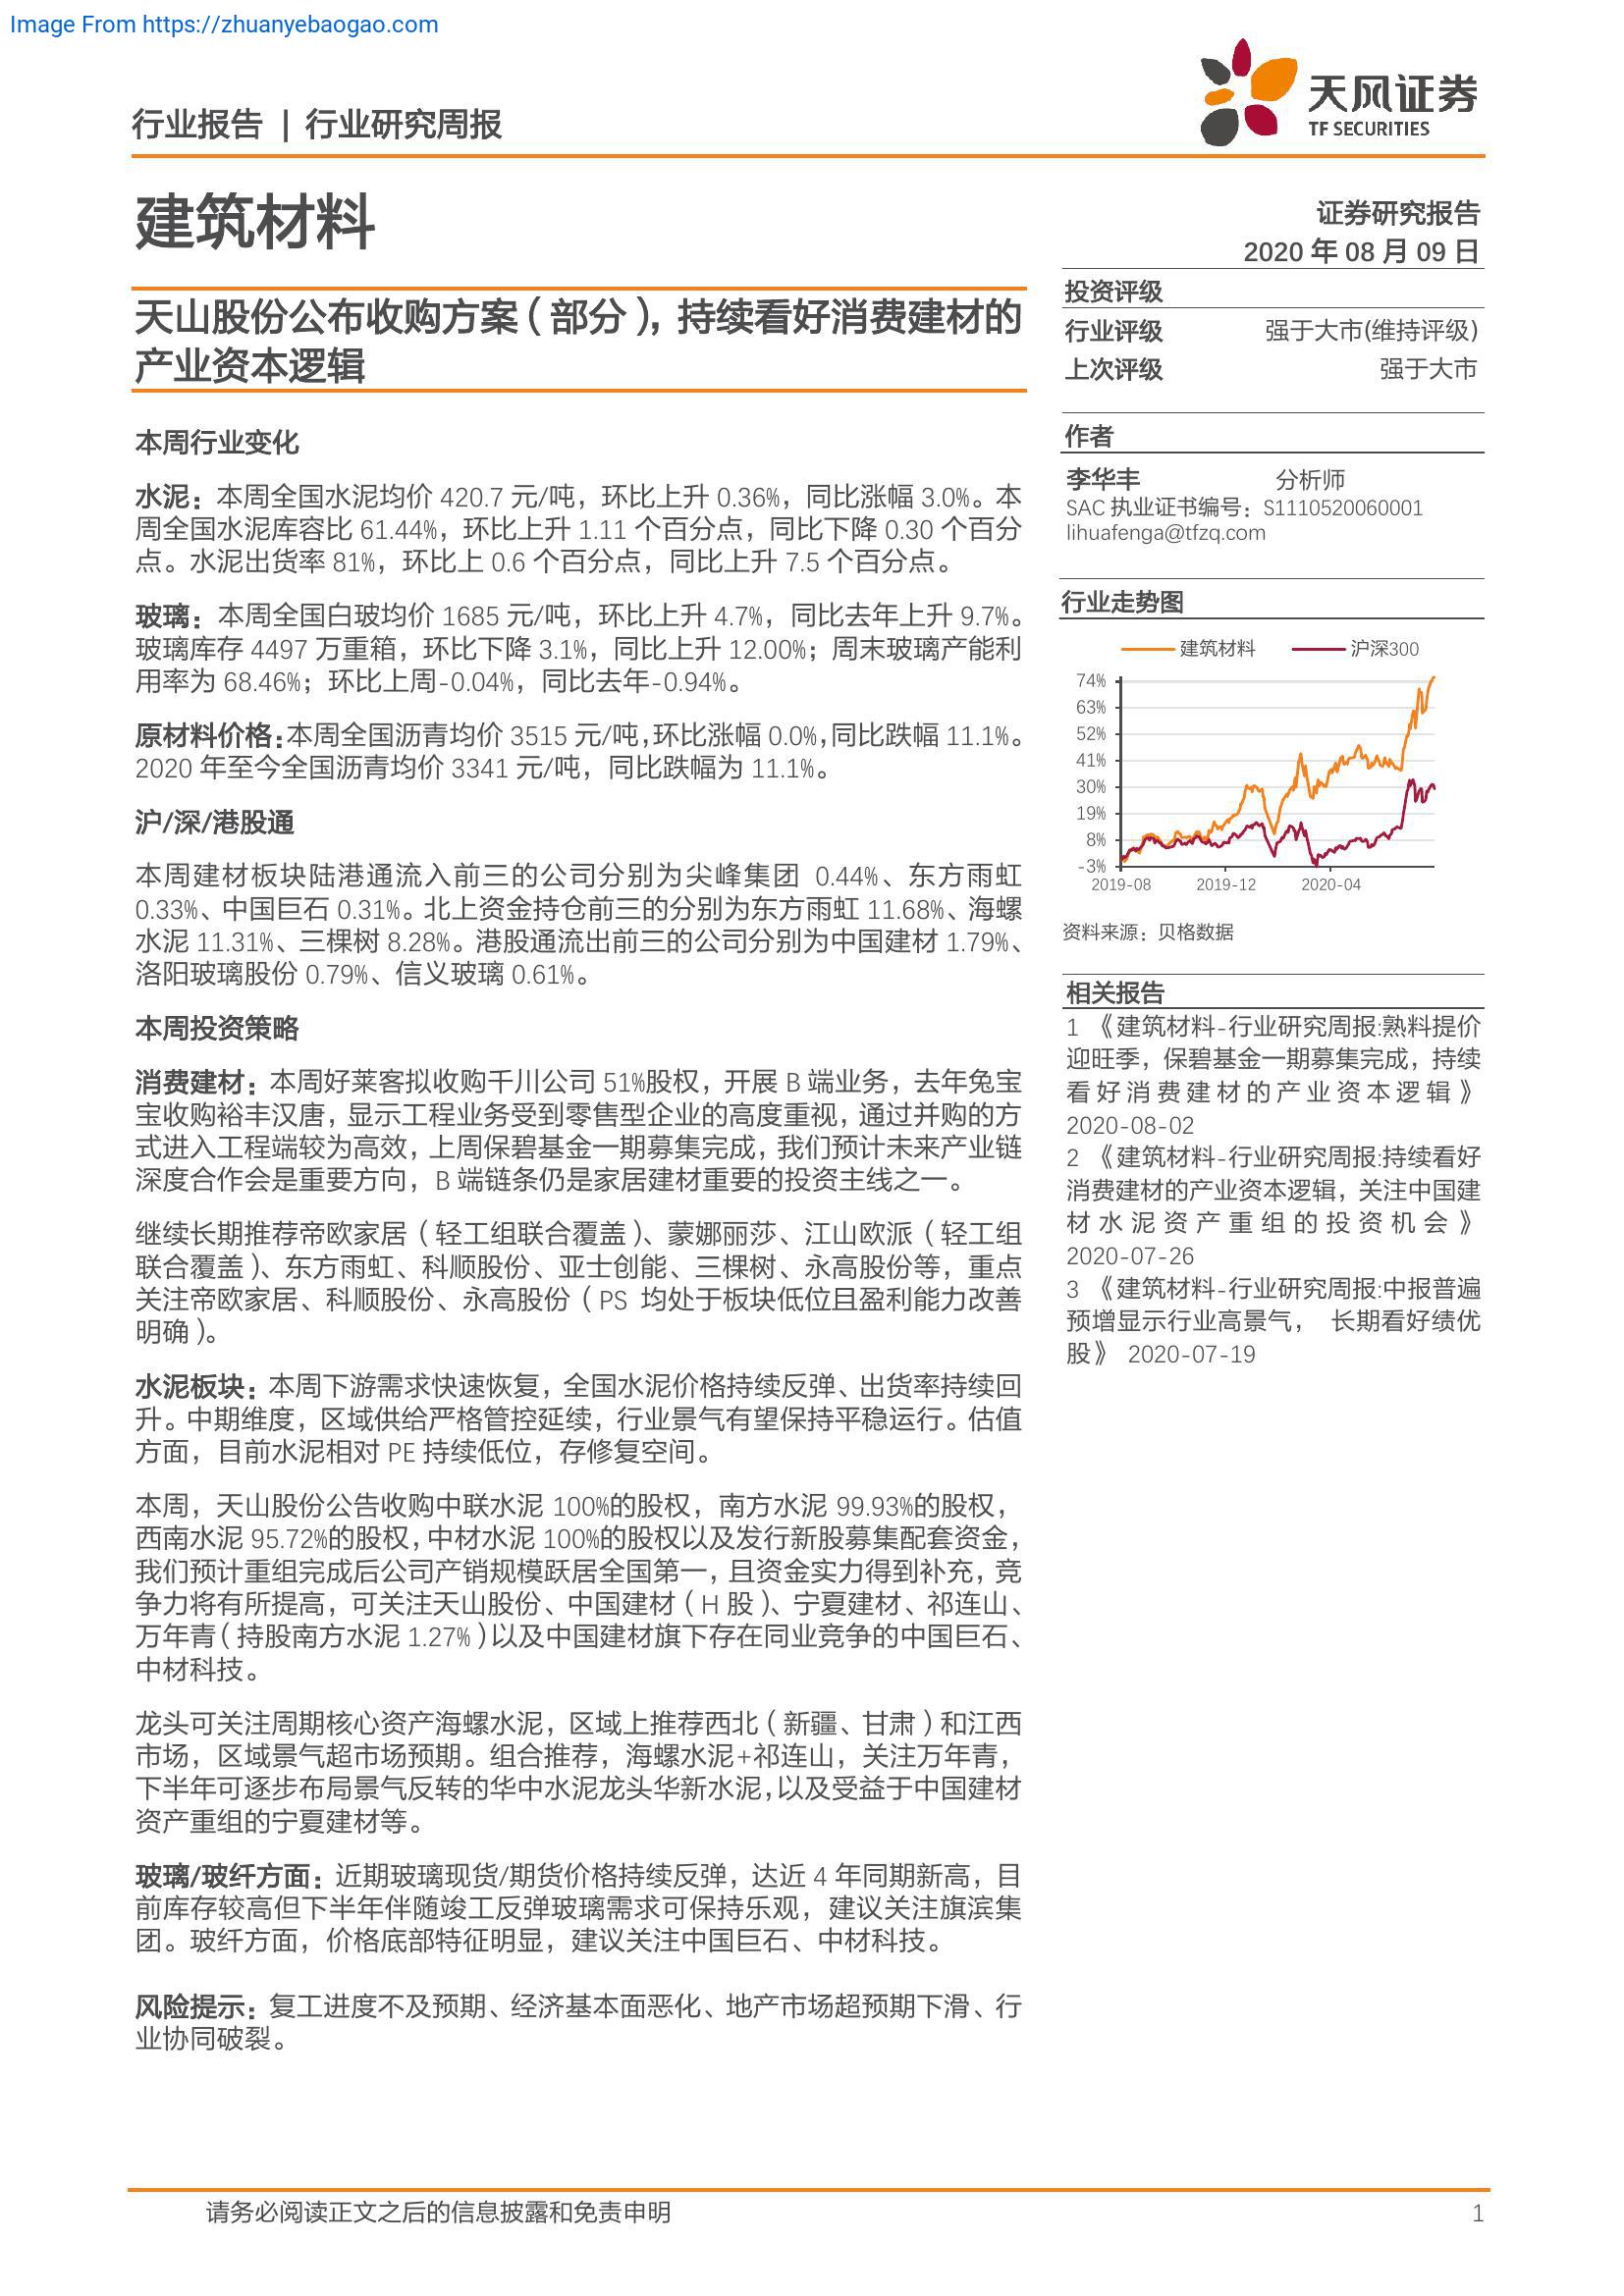 Image From https://zhuanyebaogao.com
行业报告 | 行业研究周报
天风证券
TF SECURITIES
建筑材料
证券研究报告
2020 年 08 月 09 日
天山股份公布收购方案（部分），持续看好消费建材的
产业资本逻辑
本周行业变化
水泥：本周全国水泥均价 420.7 元/吨，环比上升 0.36%，同比涨幅 3.0%。本
周全国水泥库容比 61.44%，环比上升 1.11 个百分点，同比下降 0.30 个百分
点。水泥出货率 81%，环比上 0.6 个百分点，同比上升 7.5 个百分点。
玻璃：本周全国白玻均价 1685 元/吨，环比上升 4.7%，同比去年上升 9.7%。
玻璃库存 4497 万重箱，环比下降 3.1%，同比上升 12.00%；周末玻璃产能利
用率为 68.46%；环比上周-0.04%，同比去年-0.94%。
原材料价格：本周全国沥青均价 3515 元/吨，环比涨幅 0.0%，同比跌幅 11.1%。
2020 年至今全国沥青均价 3341 元/吨，同比跌幅为 11.1%。
沪/深/港股通
本周建材板块陆港通流入前三的公司分别为尖峰集团 0.44%、东方雨虹
0.33%、中国巨石 0.31%。北上资金持仓前三的分别为东方雨虹 11.68%、海螺
水泥 11.31%、三棵树 8.28%。港股通流出前三的公司分别为中国建材 1.79%、
洛阳玻璃股份 0.79%、信义玻璃 0.61%。
本周投资策略
消费建材：本周好莱客拟收购千川公司 51%股权，开展 B 端业务，去年兔宝
宝收购裕丰汉唐，显示工程业务受到零售型企业的高度重视，通过并购的方
式进入工程端较为高效，上周保碧基金一期募集完成，我们预计未来产业链
深度合作会是重要方向，B 端链条仍是家居建材重要的投资主线之一。
继续长期推荐帝欧家居（轻工组联合覆盖）、蒙娜丽莎、江山欧派（轻工组
联合覆盖）、东方雨虹、科顺股份、亚士创能、三棵树、永高股份等，重点
关注帝欧家居、科顺股份、永高股份（PS 均处于板块低位且盈利能力改善
明确）。
水泥板块：本周下游需求快速恢复，全国水泥价格持续反弹、出货率持续回
升。中期维度，区域供给严格管控延续，行业景气有望保持平稳运行。估值
方面，目前水泥相对 PE 持续低位，存修复空间。
本周，天山股份公告收购中联水泥 100%的股权，南方水泥 99.93%的股权，
西南水泥 95.72%的股权，中材水泥 100%的股权以及发行新股募集配套资金，
我们预计重组完成后公司产销规模跃居全国第一，且资金实力得到补充，竞
争力将有所提高，可关注天山股份、中国建材（H 股）、宁夏建材、祁连山、
万年青（持股南方水泥 1.27%）以及中国建材旗下存在同业竞争的中国巨石、
中材科技。
龙头可关注周期核心资产海螺水泥，区域上推荐西北（新疆、甘肃）和江西
市场，区域景气超市场预期。组合推荐，海螺水泥+祁连山，关注万年青，
下半年可逐步布局景气反转的华中水泥龙头华新水泥，以及受益于中国建材
资产重组的宁夏建材等。
玻璃/玻纤方面：近期玻璃现货/期货价格持续反弹，达近 4 年同期新高，目
前库存较高但下半年伴随竣工反弹玻璃需求可保持乐观，建议关注旗滨集
团。玻纤方面，价格底部特征明显，建议关注中国巨石、中材科技。
风险提示：复工进度不及预期、经济基本面恶化、地产市场超预期下滑、行
业协同破裂。
投资评级
行业评级 强于大市(维持评级)
上次评级 强于大市
作者
李华丰 分析师
SAC 执业证书编号：S1110520060001
lihuafenga@tfzq.com
行业走势图
建筑材料 沪深300
74%
63%
52%
41%
30%
19%
8%
-3%
2019-08 2019-12 2020-04
资料来源：贝格数据
相关报告
1 《建筑材料-行业研究周报:熟料提价
迎旺季，保碧基金一期募集完成，持续
看好消费建材的产业资本逻辑》
2020-08-02
2 《建筑材料-行业研究周报:持续看好
消费建材的产业资本逻辑，关注中国建
材水泥资产重组的投资机会》
2020-07-26
3 《建筑材料-行业研究周报:中报普遍
预增显示行业高景气， 长期看好绩优
股》 2020-07-19
请务必阅读正文之后的信息披露和免责申明 1